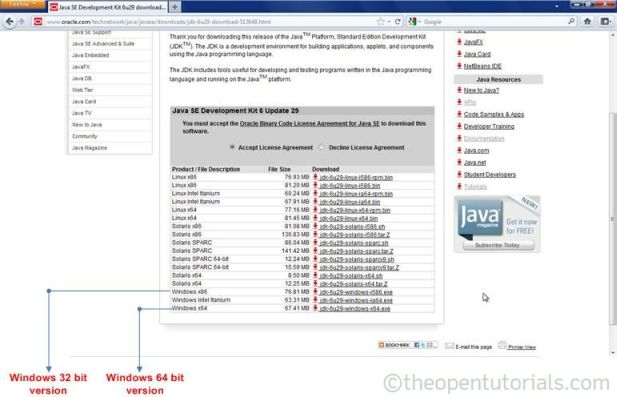 Firefox
Java SE Development Kit 6u29 download...
www.oracle.com/technetwork/java/javase/downloads/jdk-6u29-download-513648.html
Google
Java SE Support
Java SE Advanced & Suite
Java Embedded
JavaFX
Java DB
Web Tier
Java Card
Java TV
New to Java
Community
Java Magazine
Thank you for downloading this release of the Java™ Platform, Standard Edition Development Kit
(JDK™). The JDK is a development environment for building applications, applets, and components
using the Java programming language.
The JDK includes tools useful for developing and testing programs written in the Java programming
language and running on the Java™ platform.
Java SE Development Kit 6 Update 29
You must accept the Oracle Binary Code License Agreement for Java SE to download this
software.
Accept License Agreement Decline License Agreement
Product / File Description File Size Download
Linux x86 76.93 MB jdk-6u29-linux-i586-rpm.bin
Linux x86 81.20 MB jdk-6u29-linux-i586.bin
Linux Intel Itanium 60.24 MB jdk-6u29-linux-ia64-rpm.bin
Linux Intel Itanium 67.91 MB jdk-6u29-linux-ia64.bin
Linux x64 77.16 MB jdk-6u29-linux-x64-rpm.bin
Linux x64 81.45 MB jdk-6u29-linux-x64.bin
Solaris x86 81.08 MB jdk-6u29-solaris-i586.sh
Solaris x86 136.83 MB jdk-6u29-solaris-i586.tar.Z
Solaris SPARC 86.04 MB jdk-6u29-solaris-sparc.sh
Solaris SPARC 141.42 MB jdk-6u29-solaris-sparc.tar.Z
Solaris SPARC 64-bit 12.24 MB jdk-6u29-solaris-sparcv9.sh
Solaris SPARC 64-bit 15.59 MB jdk-6u29-solaris-sparcv9.tar.Z
Solaris x64 8.50 MB jdk-6u29-solaris-x64.sh
Solaris x64 12.25 MB jdk-6u29-solaris-x64.tar.Z
Windows x86 76.81 MB jdk-6u29-windows-i586.exe
Windows Intel Itanium 63.31 MB jdk-6u29-windows-ia64.exe
Windows x64 67.41 MB jdk-6u29-windows-x64.exe
JavaFX
Java Card
NetBeans IDE
Java Resources
New to Java?
APIs
Code Samples & Apps
Developer Training
Documentation
Java.com
Java.net
Student Developers
Tutorials
NEW!
Java
magazine
Get it now
for FREE!
Subscribe Today
BOOKMARK
E-mail this page
Printer View
Windows 32 bit
version
Windows 64 bit
version
©theopentutorials.com